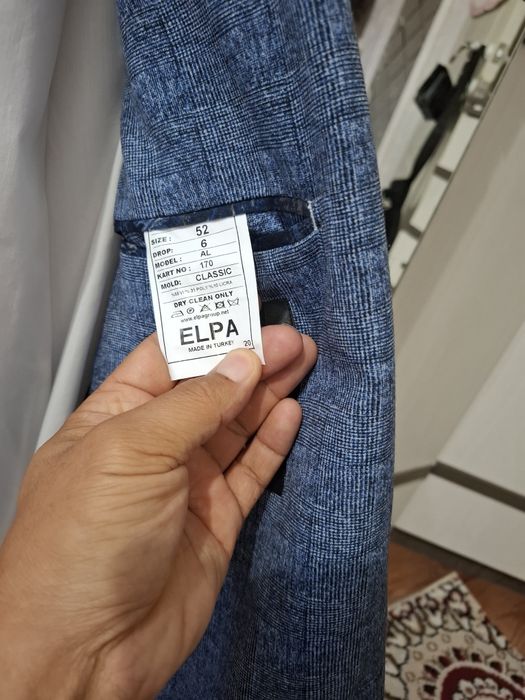 SIZE : 52
DROP: 6
MODEL : AL
KART NO : 170
MOLD: CLASSIC
DRY CLEAN ONLY
www.elpagroup.net
ELPA
MADE IN TURKEY
20